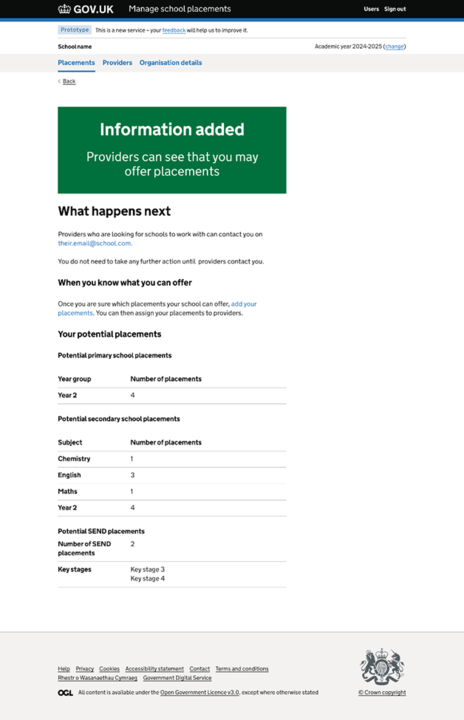 GOV.UK Manage school placements Users Sign out
Prototype This is a new service – your feedback will help us to improve it.
School name Academic year 2024-2025 (change)
Placements Providers Organisation details
Back
Information added
Providers can see that you may
offer placements
What happens next
Providers who are looking for schools to work with can contact you on
their.email@school.com.
You do not need to take any further action until providers contact you.
When you know what you can offer
Once you are sure which placements your school can offer, add your
placements. You can then assign your placements to providers.
Your potential placements
Potential primary school placements
Year group Number of placements
Year 2 4
Potential secondary school placements
Subject Number of placements
Chemistry 1
English 3
Maths 1
Year 2 4
Potential SEND placements
Number of SEND 2
placements
Key stages Key stage 3
Key stage 4
Help Privacy Cookies Accessibility statement Contact Terms and conditions
Rhestr o Wasanaethau Cymraeg Government Digital Service
OGL All content is available under the Open Government Licence v3.0, except where otherwise stated © Crown copyright